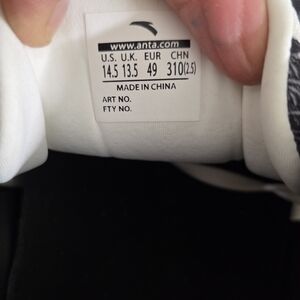 www.anta.com
U.S. U.K. EUR CHN
14.5 13.5 49 310(2.5)
MADE IN CHINA
ART NO.
FTY NO.